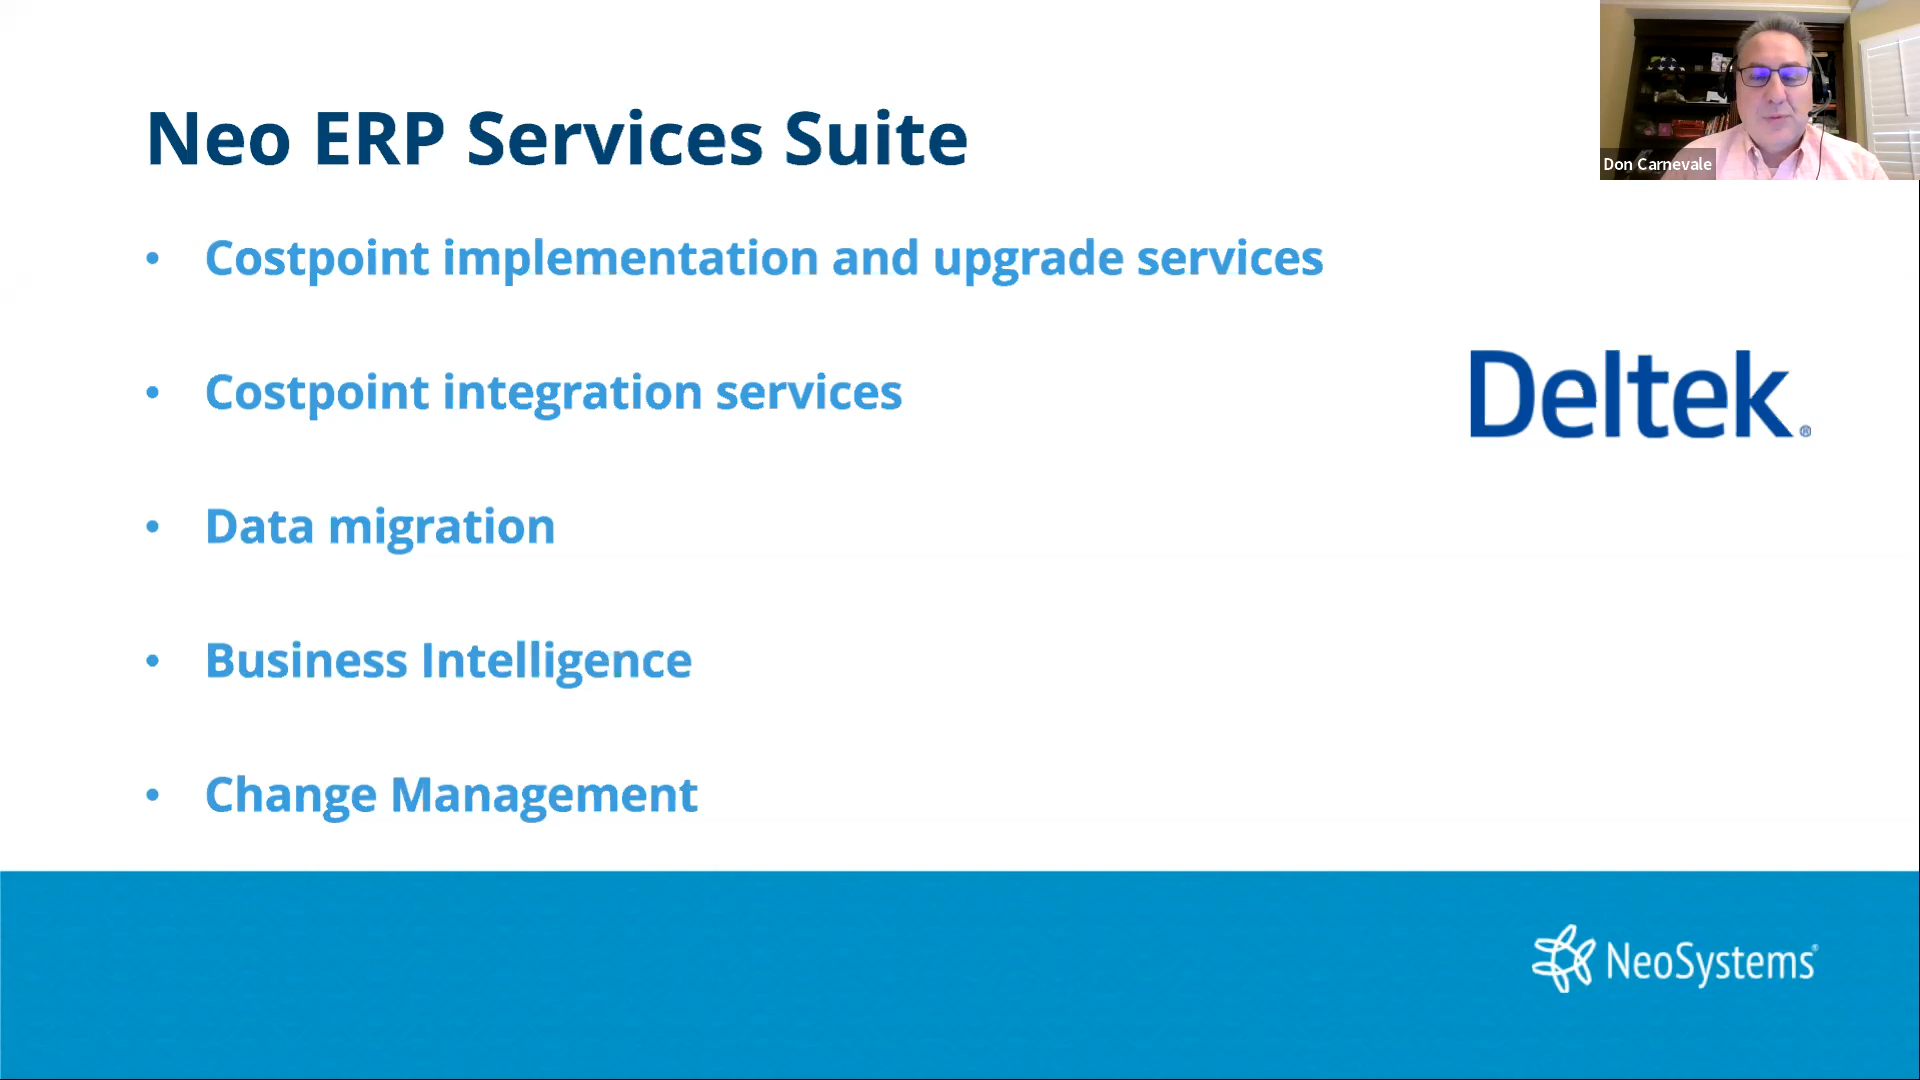 Neo ERP Services Suite
Don Carnevale
• Costpoint implementation and upgrade services
• Costpoint integration services
Deltek®
• Data migration
• Business Intelligence
• Change Management
NeoSystems®